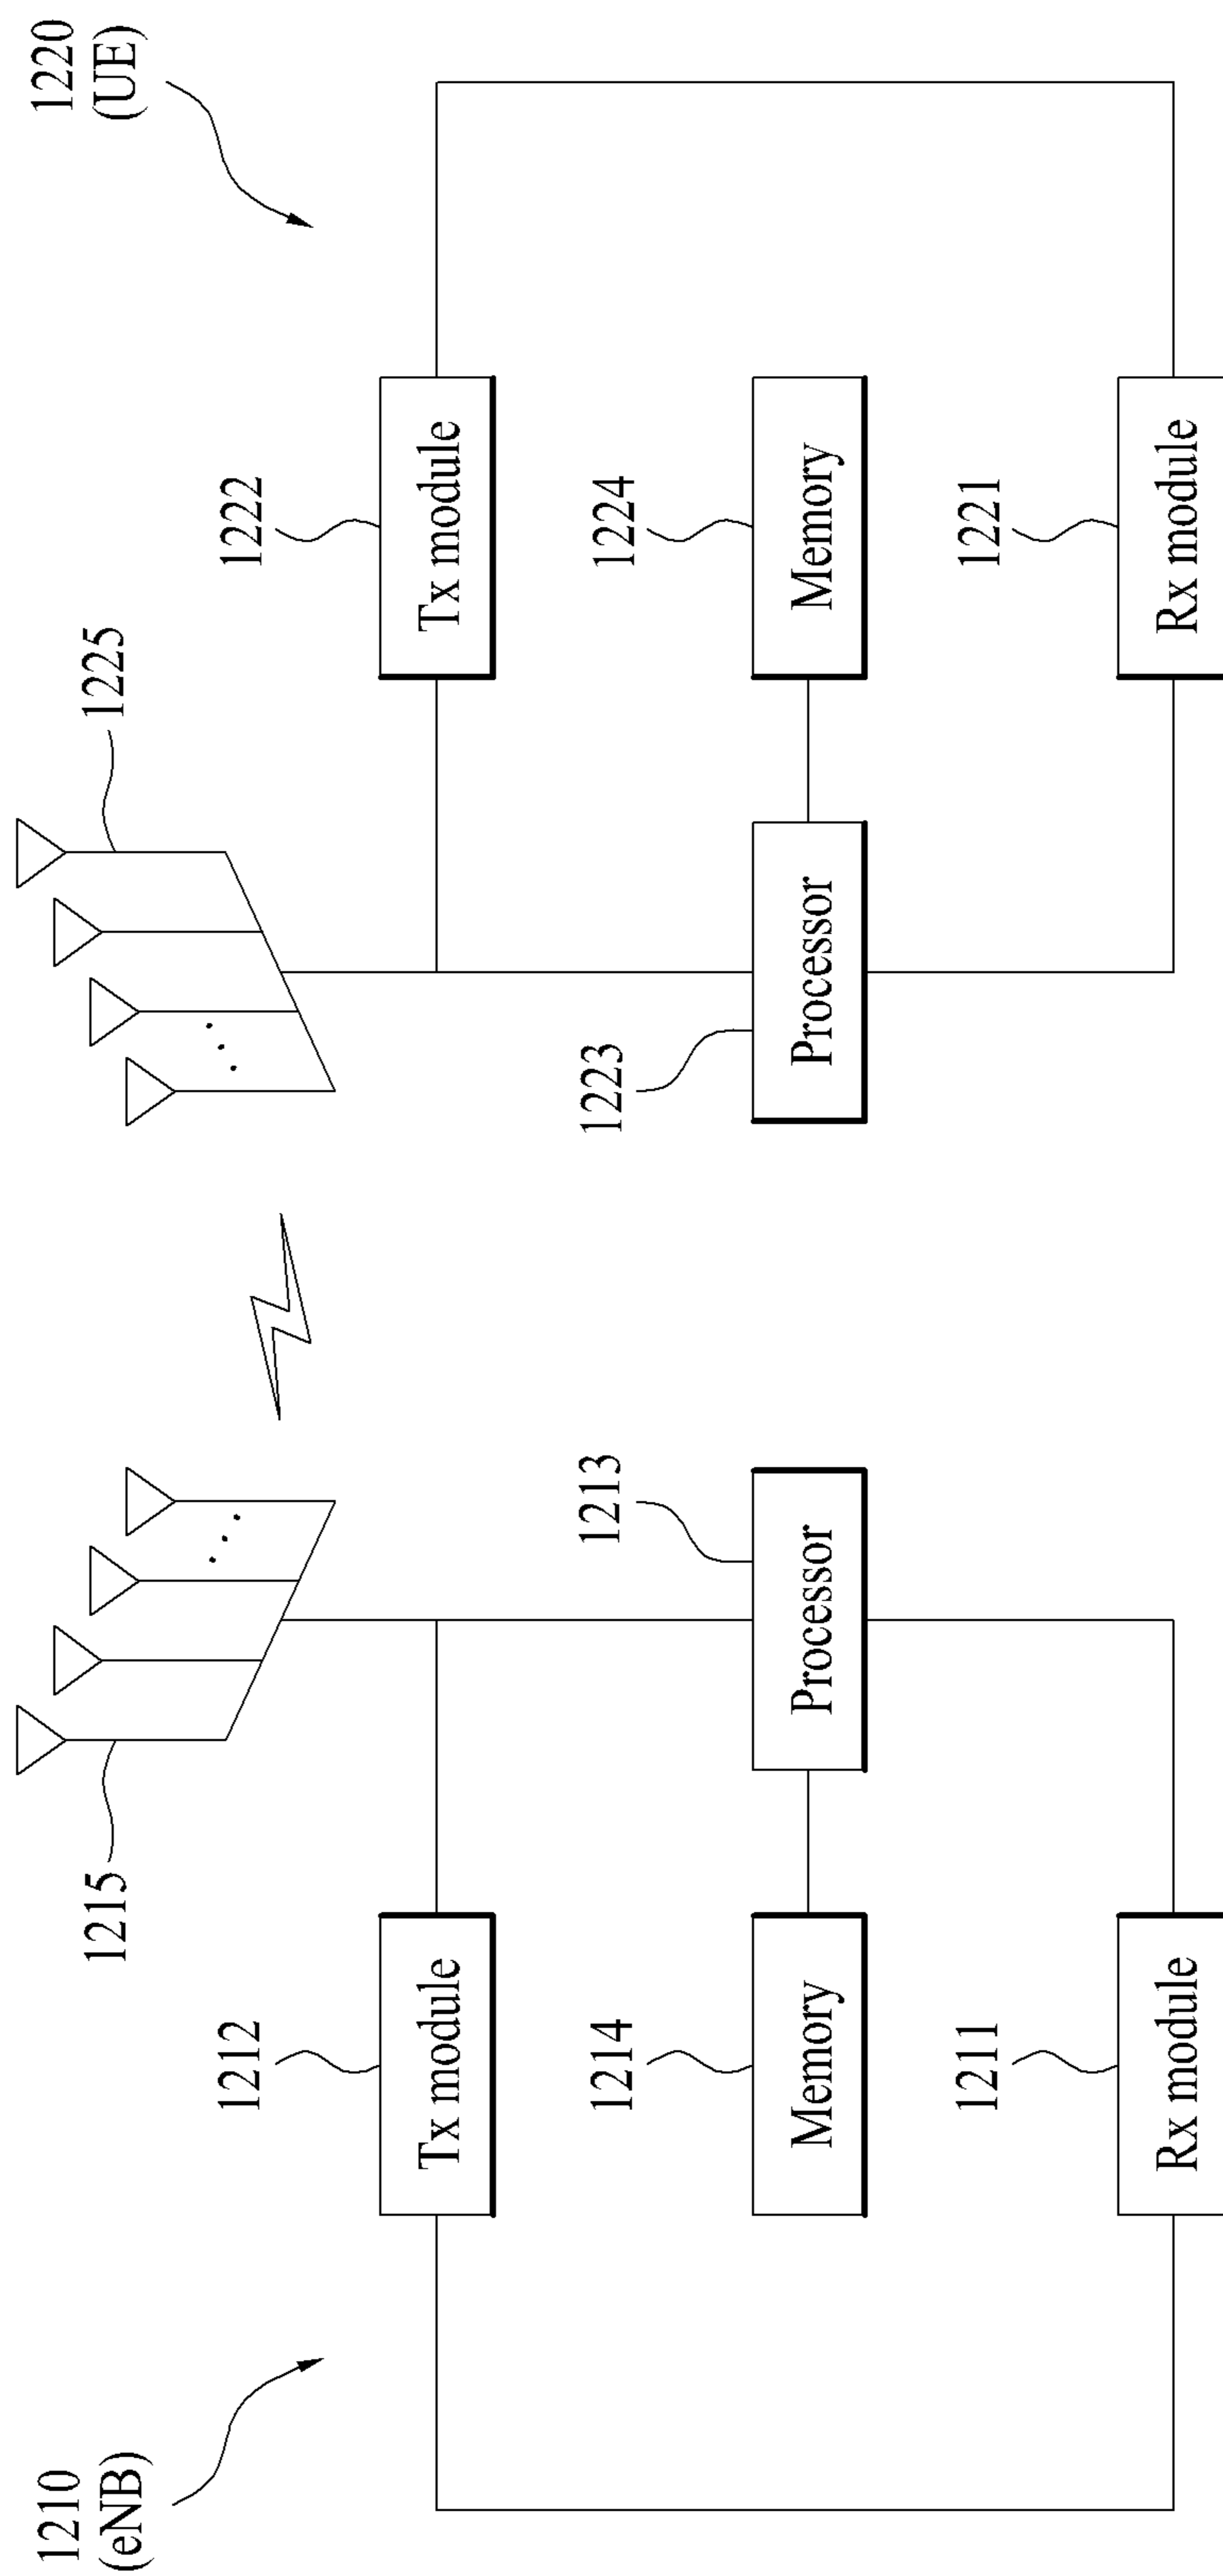 1210
(eNB)
1220
(UE)
1215
1225
1212
Tx module
1222
Tx module
1214
Memory
1213
Processor
1223
Processor
1224
Memory
1211
Rx module
1221
Rx module